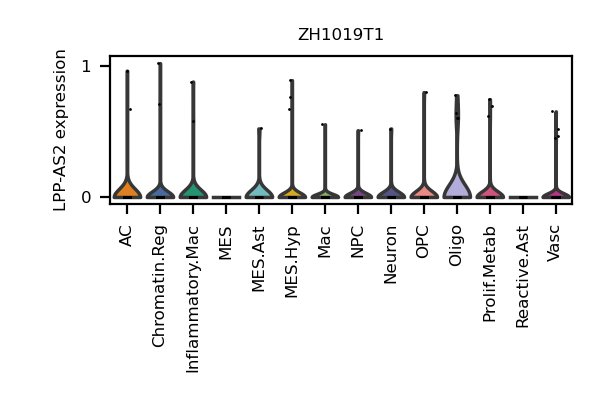 ZH1019T1
LPP-AS2 expression
1
0
AC
Chromatin.Reg
Inflammatory.Mac
MES
MES.Ast
MES.Hyp
Mac
NPC
Neuron
OPC
Oligo
Prolif.Metab
Reactive.Ast
Vasc